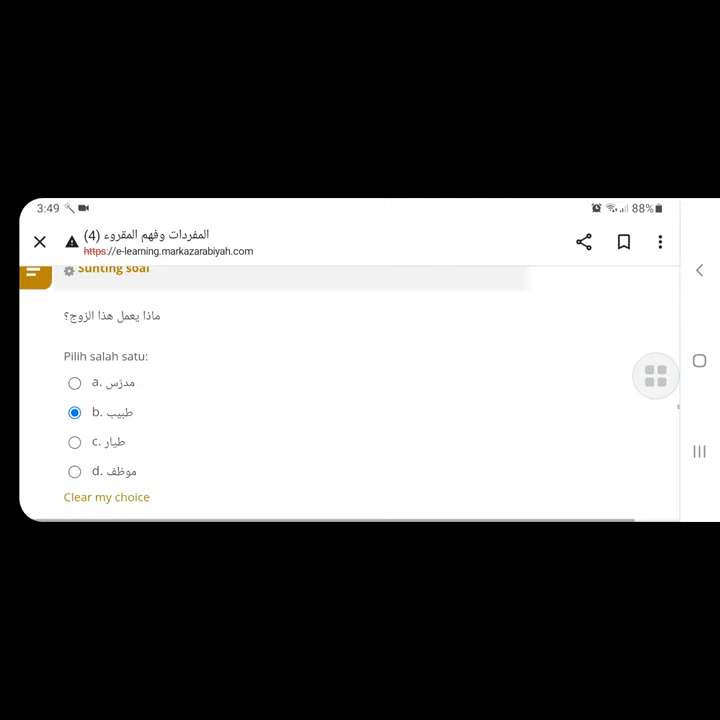 3:49
88%
المفردات وفهم المقروء (4)
https://e-learning.markazarabiyah.com
Sunting soal
ماذا يعمل هذا الزوج؟
Pilih salah satu:
a. مدرّس
b. طبيب
c. طيار
d. موظف
Clear my choice